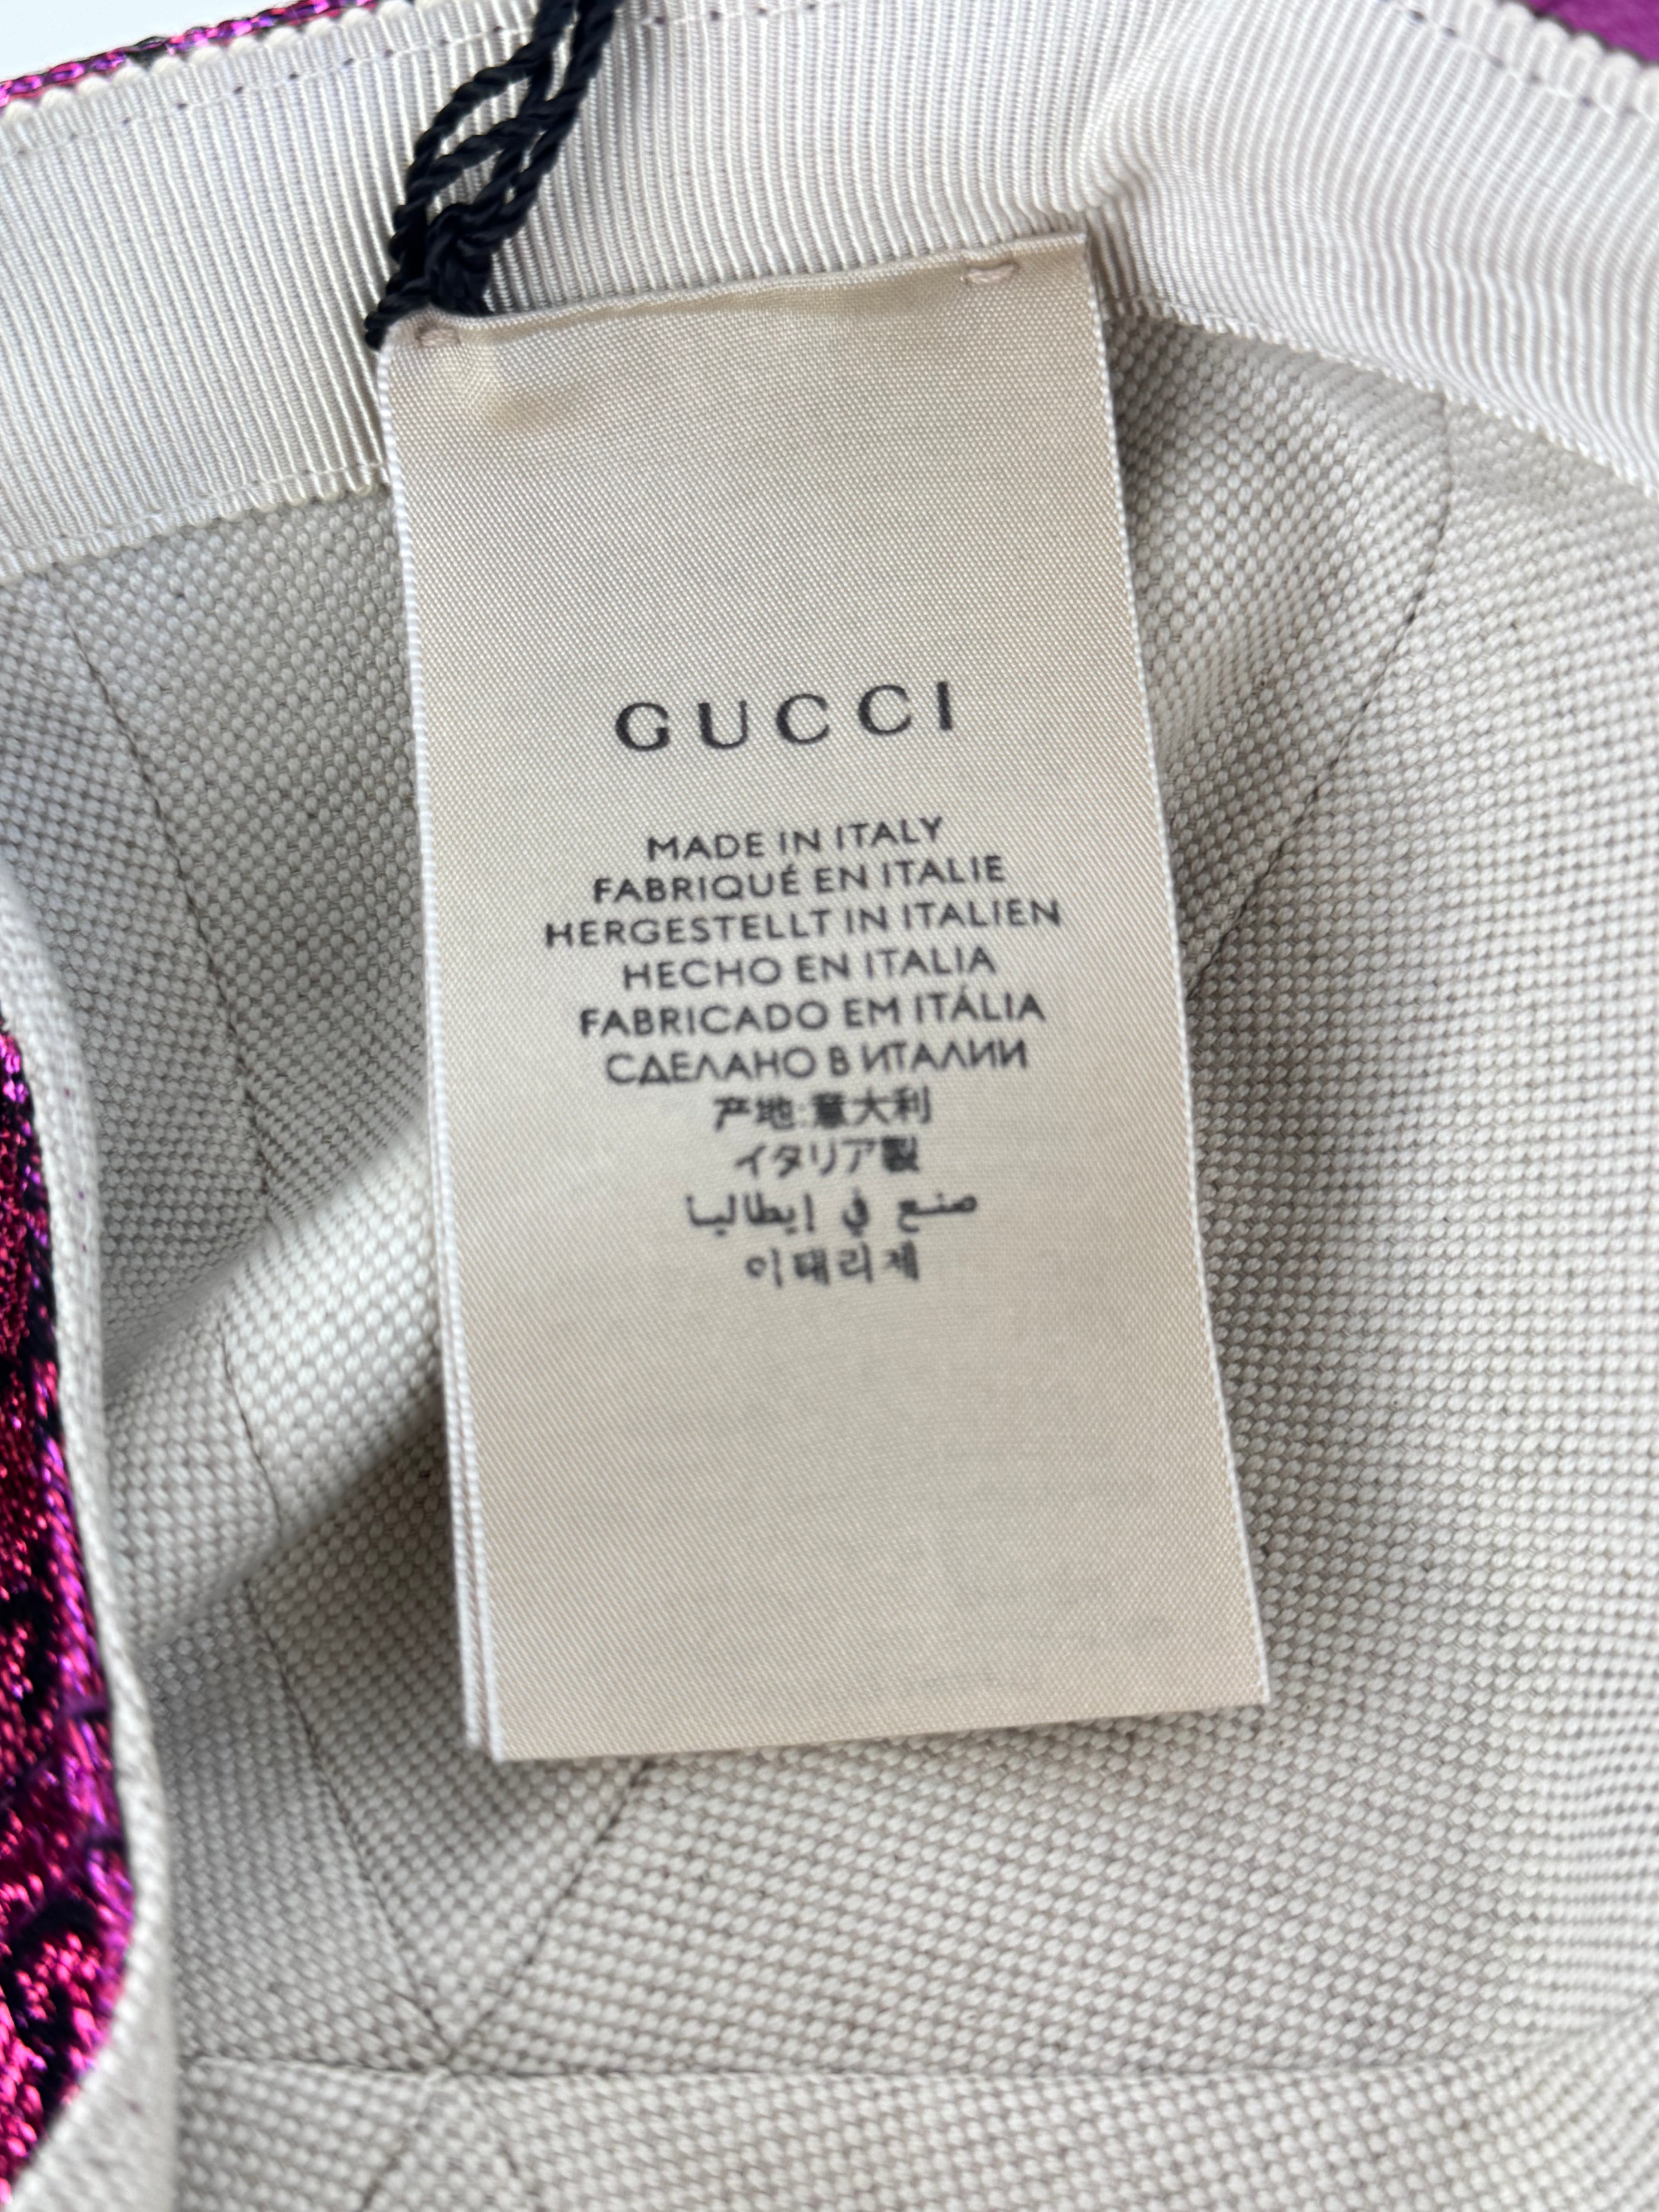 GUCCI
MADE IN ITALY
FABRIQUÉ EN ITALIE
HERGESTELLT IN ITALIEN
HECHO EN ITALIA
FABRICADO EM ITÁLIA
СДЕЛАНО В ИТАЛИИ
产地:意大利
イタリア製
صنع في إيطاليا
이태리제